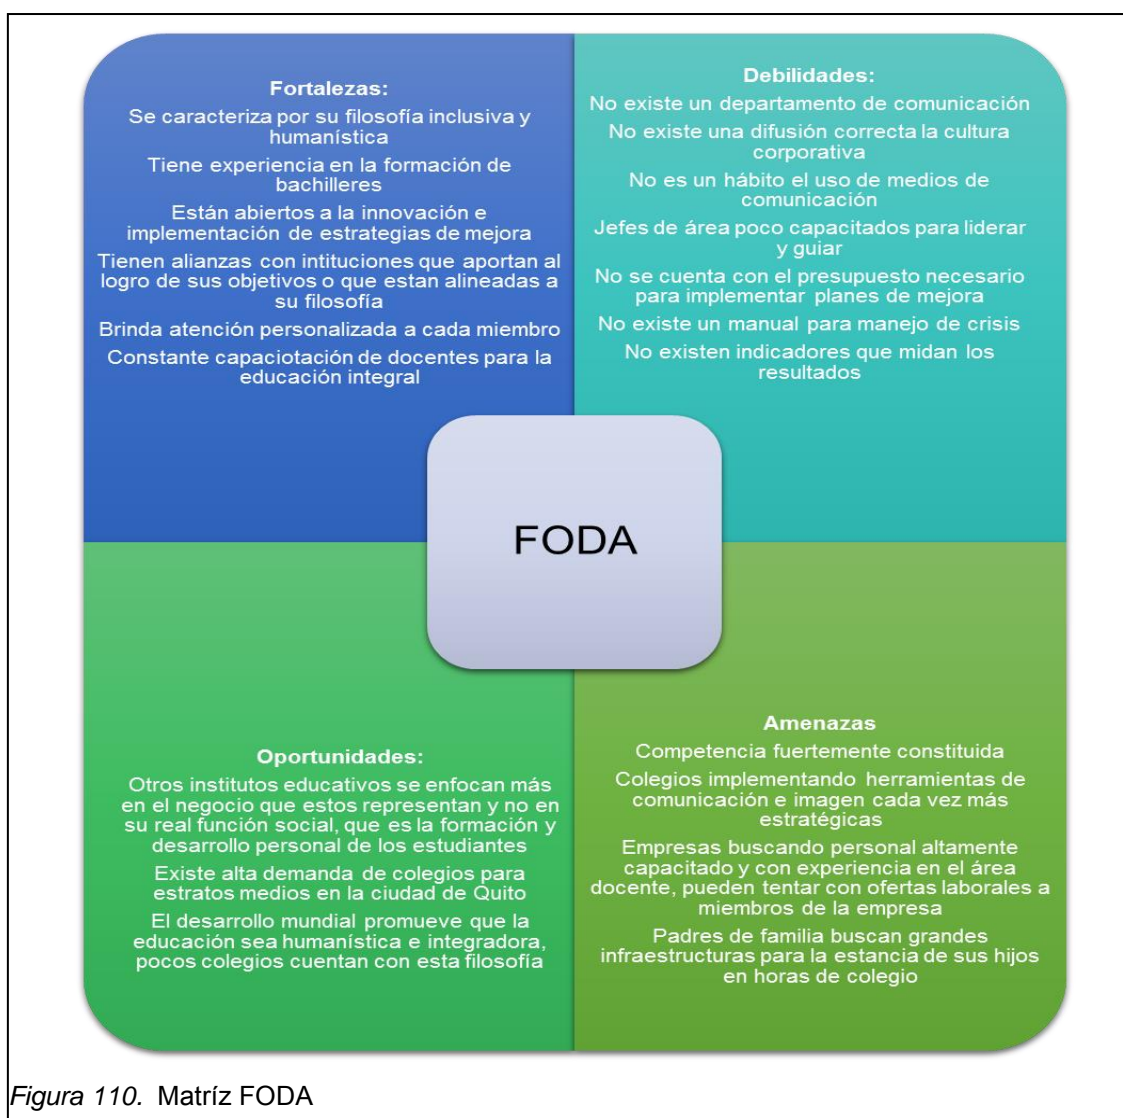 Fortalezas:
Se caracteriza por su filosofía inclusiva y
humanística
Tiene experiencia en la formación de
bachilleres
Están abiertos a la innovación e
implementación de estrategias de mejora
Tienen alianzas con intituciones que aportan al
logro de sus objetivos o que estan alineadas a
su filosofía
Brinda atención personalizada a cada miembro
Constante capaciotación de docentes para la
educación integral
Debilidades:
No existe un departamento de comunicación
No existe una difusión correcta la cultura
corporativa
No es un hábito el uso de medios de
comunicación
Jefes de área poco capacitados para liderar
y guiar
No se cuenta con el presupuesto necesario
para implementar planes de mejora
No existe un manual para manejo de crisis
No existen indicadores que midan los
resultados
FODA
Oportunidades:
Otros institutos educativos se enfocan más
en el negocio que estos representan y no en
su real función social, que es la formación y
desarrollo personal de los estudiantes
Existe alta demanda de colegios para
estratos medios en la ciudad de Quito
El desarrollo mundial promueve que la
educación sea humanística e integradora,
pocos colegios cuentan con esta filosofía
Amenazas
Competencia fuertemente constituida
Colegios implementando herramientas de
comunicación e imagen cada vez más
estratégicas
Empresas buscando personal altamente
capacitado y con experiencia en el área
docente, pueden tentar con ofertas laborales a
miembros de la empresa
Padres de familia buscan grandes
infraestructuras para la estancia de sus hijos
en horas de colegio
Figura 110. Matríz FODA